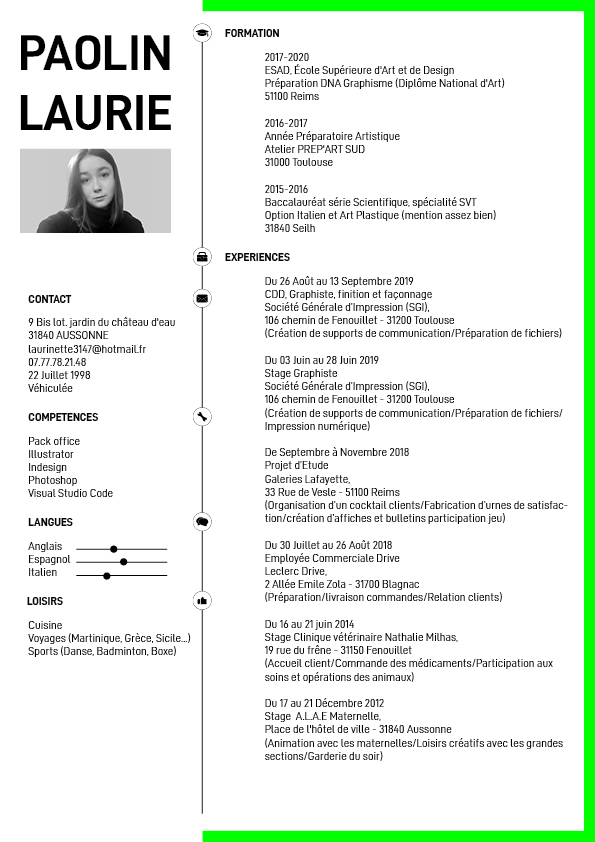 PAOLIN
LAURIE
CONTACT
9 Bis lot. jardin du château d'eau
31840 AUSSONNE
laurinette3147@hotmail.fr
07.77.78.21.48
22 Juillet 1998
Véhiculée
COMPETENCES
Pack office
Illustrator
Indesign
Photoshop
Visual Studio Code
LANGUES
Anglais
Espagnol
Italien
LOISIRS
Cuisine
Voyages (Martinique, Grèce, Sicile...)
Sports (Danse, Badminton, Boxe)
FORMATION
2017-2020
ESAD, École Supérieure d'Art et de Design
Préparation DNA Graphisme (Diplôme National d'Art)
51100 Reims
2016-2017
Année Préparatoire Artistique
Atelier PREP'ART SUD
31000 Toulouse
2015-2016
Baccalauréat série Scientifique, spécialité SVT
Option Italien et Art Plastique (mention assez bien)
31840 Seilh
EXPERIENCES
Du 26 Août au 13 Septembre 2019
CDD, Graphiste, finition et façonnage
Société Générale d'Impression (SGI),
106 chemin de Fenouillet - 31200 Toulouse
(Création de supports de communication/Préparation de fichiers)
Du 03 Juin au 28 Juin 2019
Stage Graphiste
Société Générale d'Impression (SGI),
106 chemin de Fenouillet - 31200 Toulouse
(Création de supports de communication/Préparation de fichiers/
Impression numérique)
De Septembre à Novembre 2018
Projet d'Etude
Galeries Lafayette,
33 Rue de Vesle - 51100 Reims
(Organisation d'un cocktail clients/Fabrication d'urnes de satisfac-
tion/création d'affiches et bulletins participation jeu)
Du 30 Juillet au 26 Août 2018
Employée Commerciale Drive
Leclerc Drive,
2 Allée Emile Zola - 31700 Blagnac
(Préparation/livraison commandes/Relation clients)
Du 16 au 21 juin 2014
Stage Clinique vétérinaire Nathalie Milhas,
19 rue du frêne - 31150 Fenouillet
(Accueil client/Commande des médicaments/Participation aux
soins et opérations des animaux)
Du 17 au 21 Décembre 2012
Stage A.L.A.E Maternelle,
Place de l'hôtel de ville - 31840 Aussonne
(Animation avec les maternelles/Loisirs créatifs avec les grandes
sections/Garderie du soir)